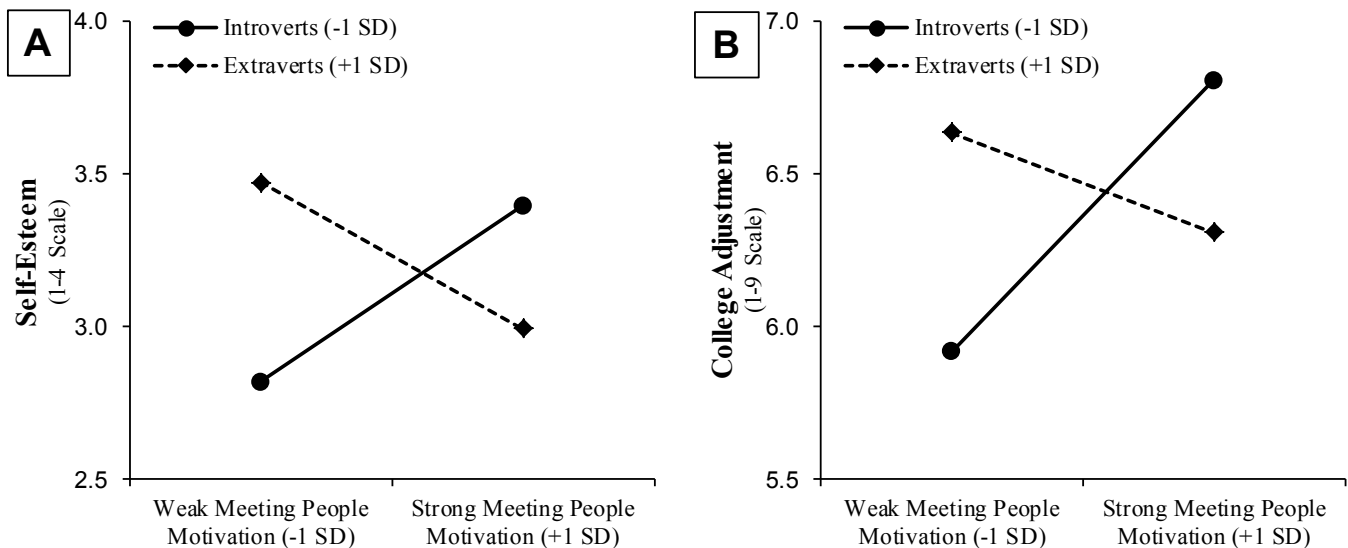 A
Introverts (-1 SD)
Extraverts (+1 SD)
4.0
3.5
3.0
2.5
Self-Esteem
(1-4 Scale)
Weak Meeting People
Motivation (-1 SD)
Strong Meeting People
Motivation (+1 SD)
B
Introverts (-1 SD)
Extraverts (+1 SD)
7.0
6.5
6.0
5.5
College Adjustment
(1-9 Scale)
Weak Meeting People
Motivation (-1 SD)
Strong Meeting People
Motivation (+1 SD)